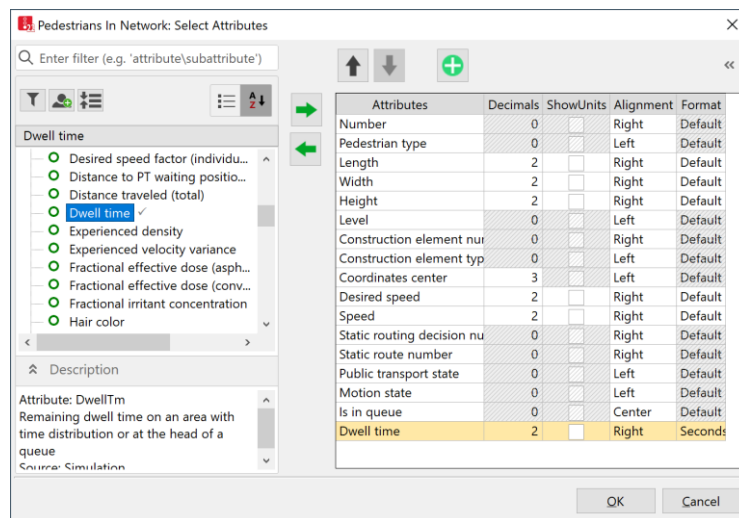 Pedestrians In Network: Select Attributes
Enter filter (e.g. 'attribute\subattribute')
Dwell time
Desired speed factor (individu...
Distance to PT waiting positio...
Distance traveled (total)
Dwell time ✓
Experienced density
Experienced velocity variance
Fractional effective dose (asph...
Fractional effective dose (conv...
Fractional irritant concentration
Hair color
Description
Attribute: DwellTm
Remaining dwell time on an area with
time distribution or at the head of a
queue
Source: Simulation
Attributes Decimals ShowUnits Alignment Format
Number 0 Right Default
Pedestrian type 0 Left Default
Length 2 Right Default
Width 2 Right Default
Height 2 Right Default
Level 0 Left Default
Construction element nur 0 Right Default
Construction element typ 0 Left Default
Coordinates center 3 Left Default
Desired speed 2 Right Default
Speed 2 Right Default
Static routing decision nu 0 Right Default
Static route number 0 Right Default
Public transport state 0 Left Default
Motion state 0 Left Default
Is in queue 0 Center Default
Dwell time 2 Right Seconds
OK Cancel